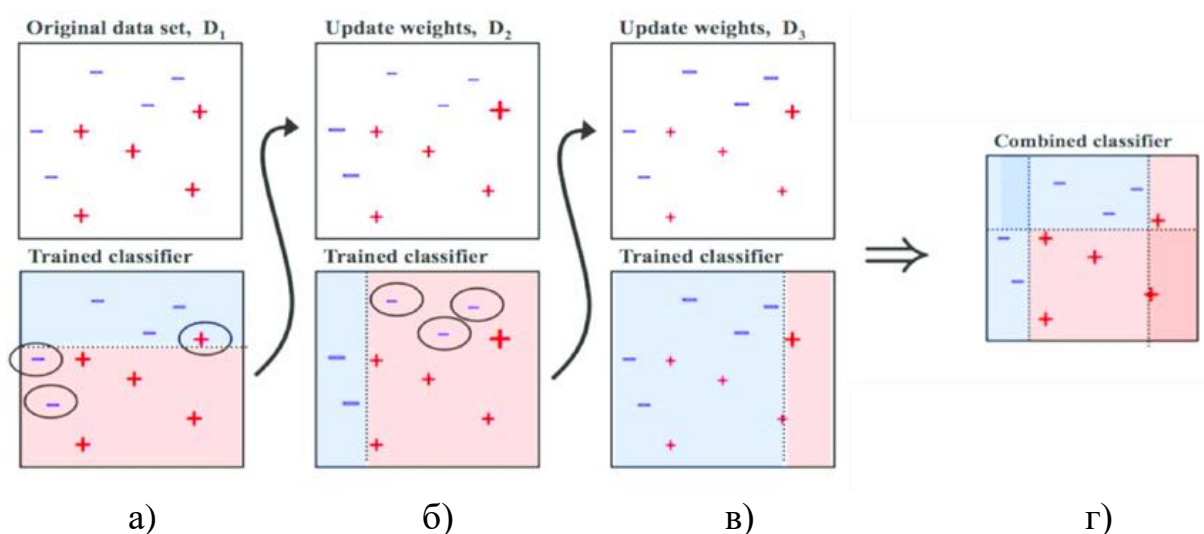 Original data set, D₁
Update weights, D₂
Update weights, D₃
Combined classifier
Trained classifier
Trained classifier
Trained classifier
а)
б)
в)
г)